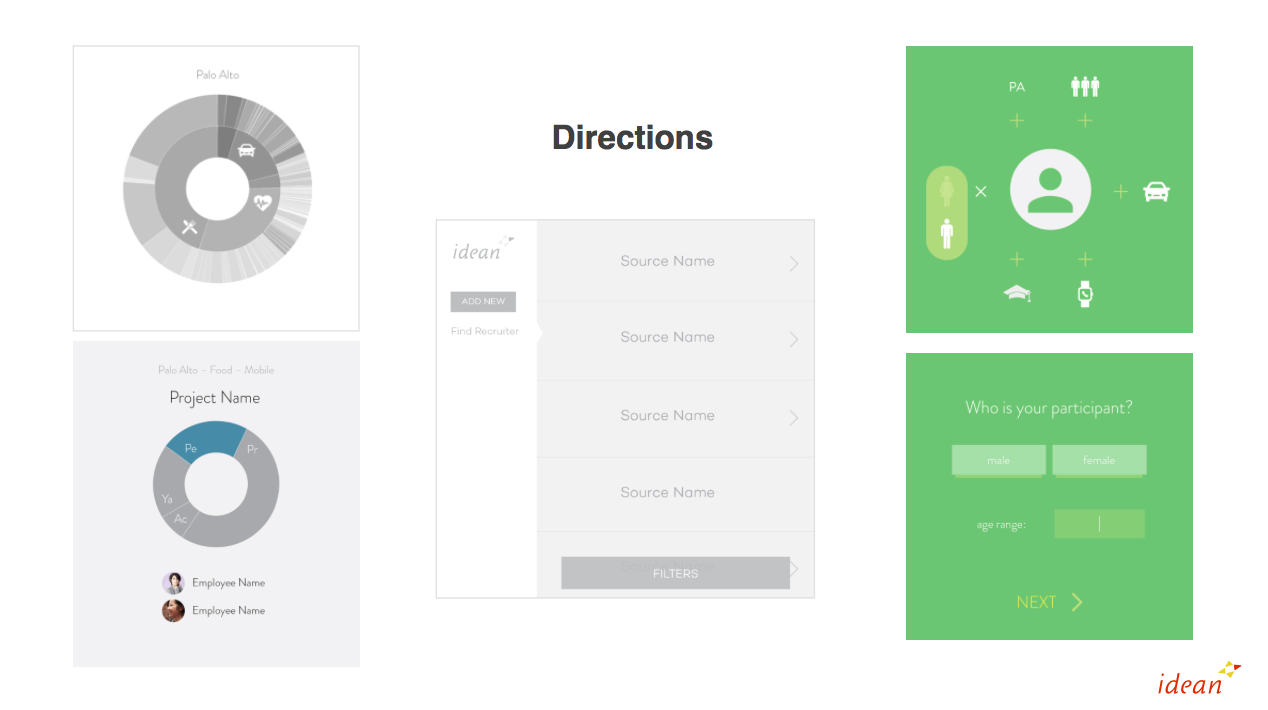 Palo Alto
Palo Alto – Food – Mobile
Project Name
Pe
Pr
Ya
Ac
Employee Name
Employee Name
Directions
idean
ADD NEW
Find Recruiter
Source Name
Source Name
Source Name
Source Name
Source Name
FILTERS
PA
Who is your participant?
male
female
age range:
NEXT
idean